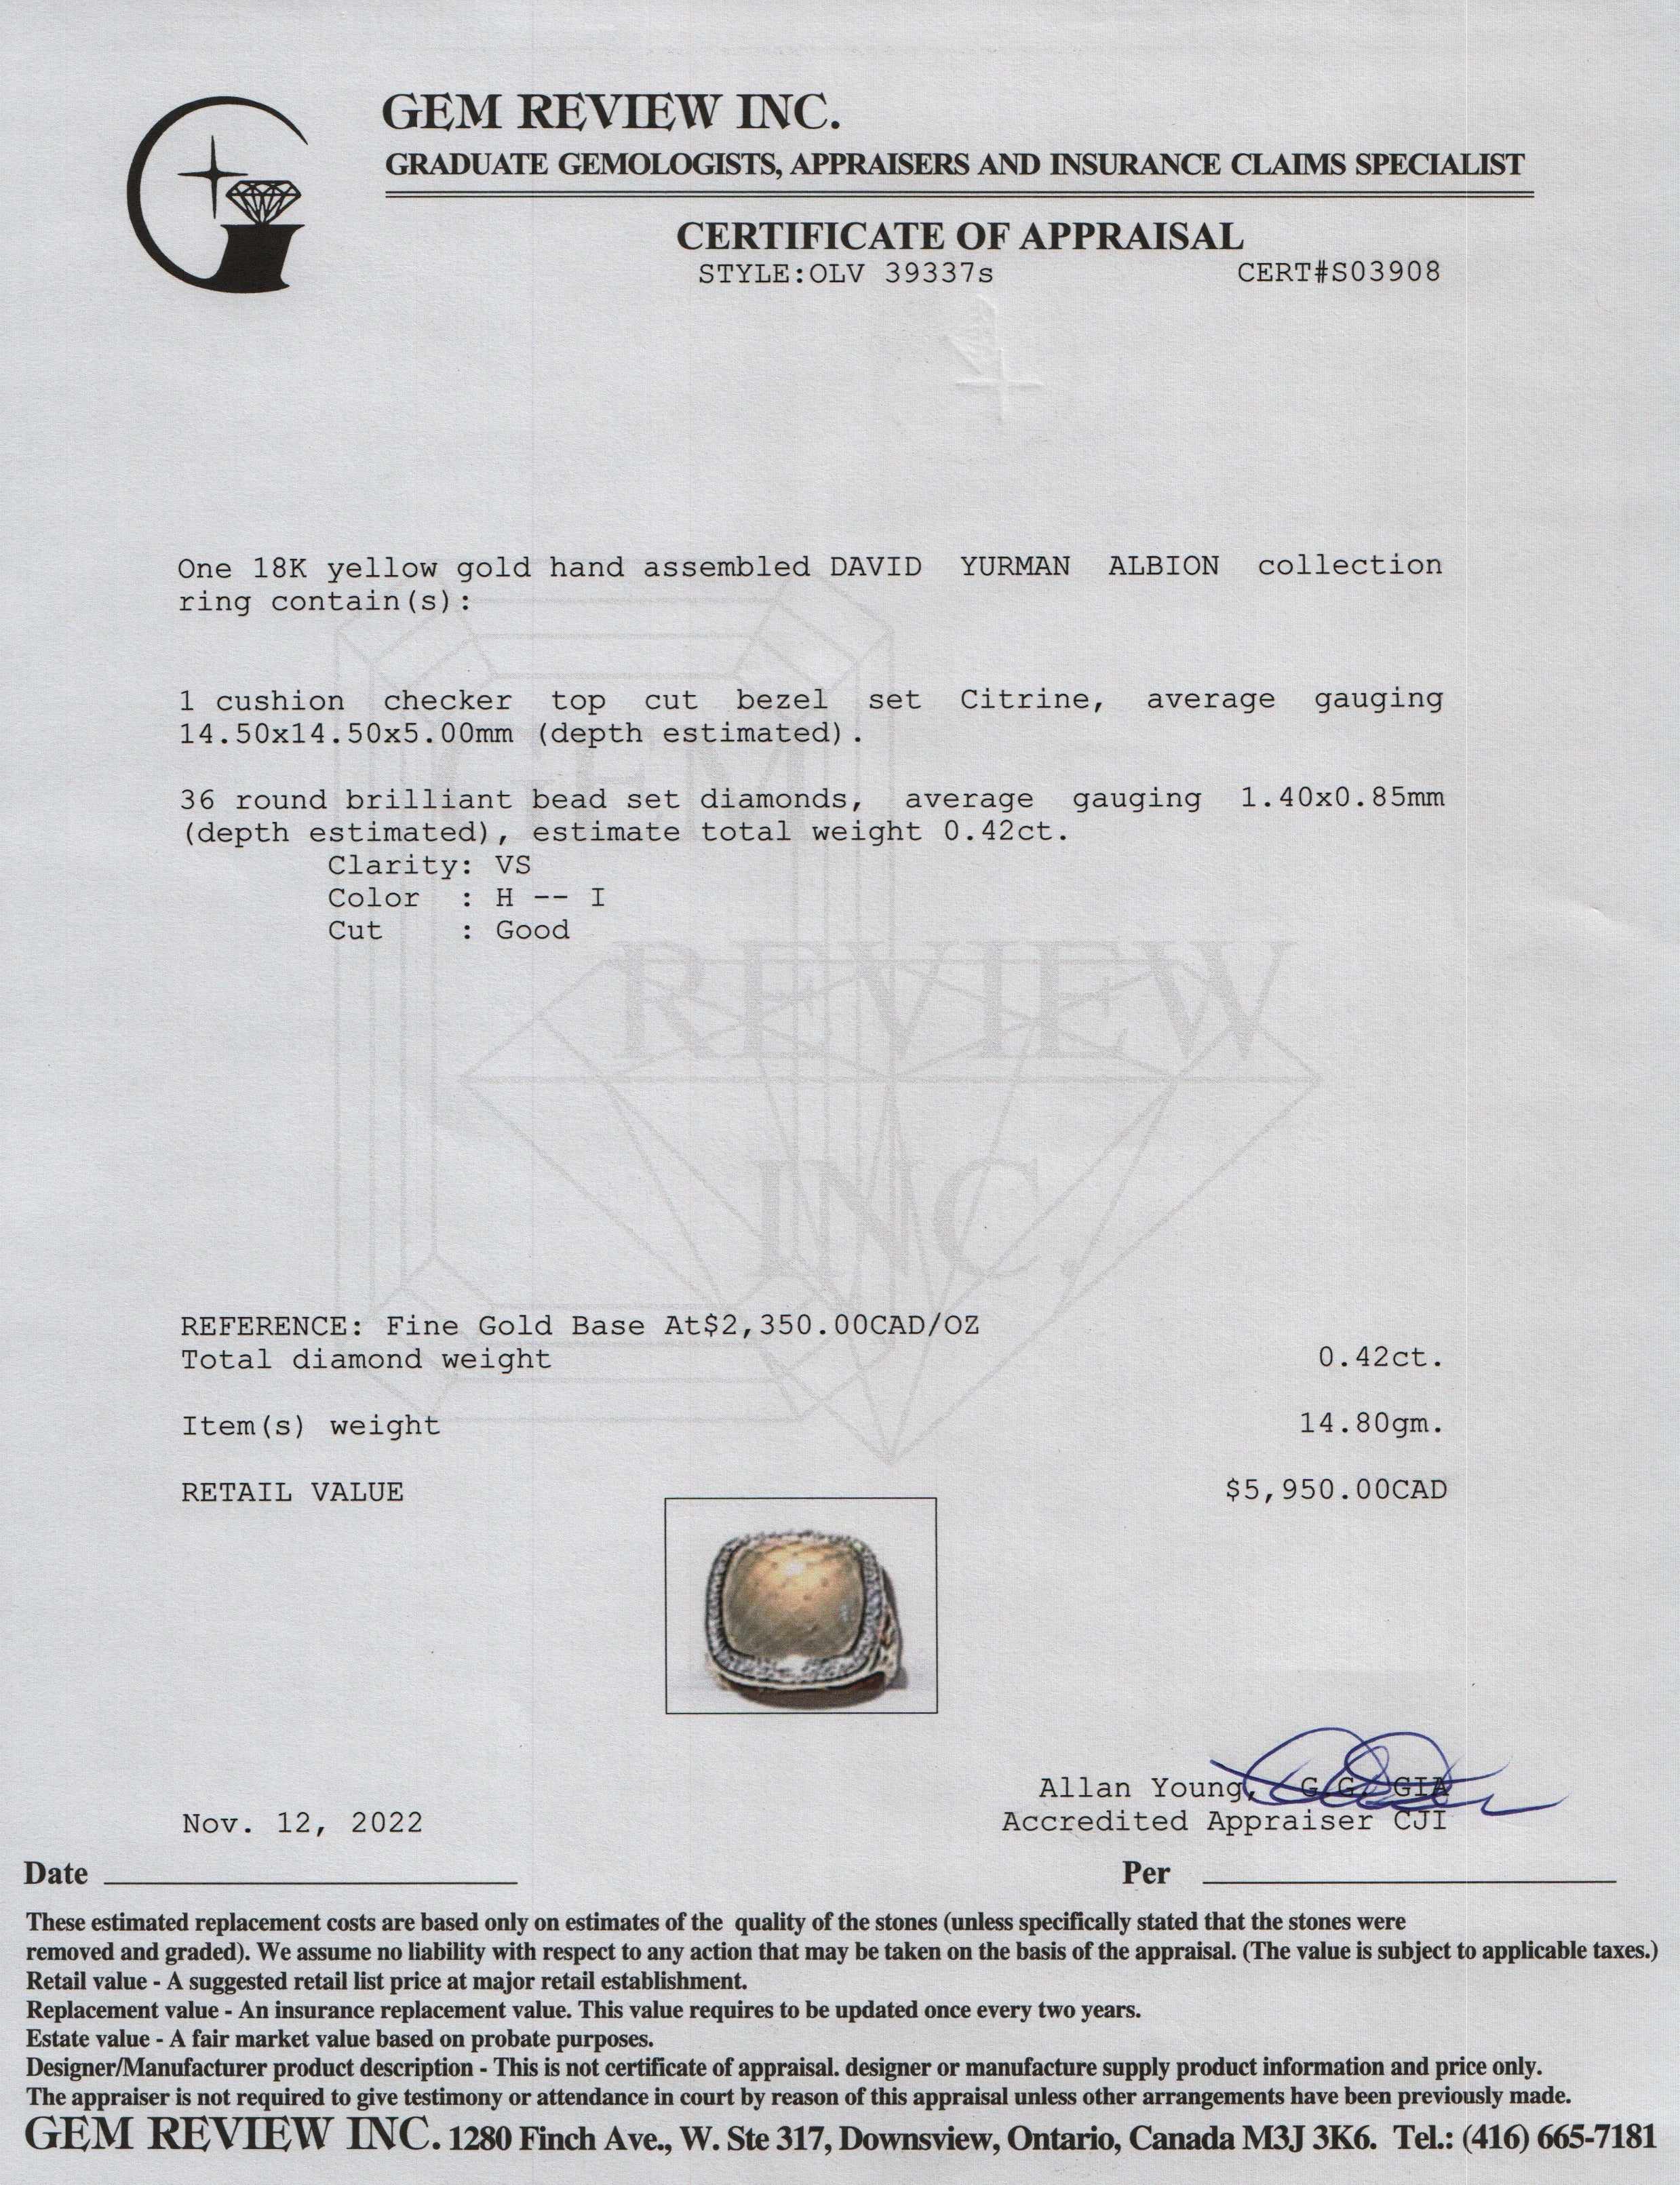 GEM REVIEW INC.
GRADUATE GEMOLOGISTS, APPRAISERS AND INSURANCE CLAIMS SPECIALIST
CERTIFICATE OF APPRAISAL
STYLE:OLV 39337s CERT#S03908
One 18K yellow gold hand assembled DAVID YURMAN ALBION collection
ring contain(s):
1 cushion checker top cut bezel set Citrine, average gauging
14.50x14.50x5.00mm (depth estimated).
GEM
36 round brilliant bead set diamonds, average gauging 1.40x0.85mm
(depth estimated), estimate total weight 0.42ct.
Clarity: VS
Color : H -- I
Cut : Good
REVIEW
INC.
REFERENCE: Fine Gold Base At$2,350.00CAD/OZ
Total diamond weight 0.42ct.
Item(s) weight 14.80gm.
RETAIL VALUE $5,950.00CAD
Allan Young, G.G. GIA
Nov. 12, 2022 Accredited Appraiser CJI
Date Per
These estimated replacement costs are based only on estimates of the quality of the stones (unless specifically stated that the stones were
removed and graded). We assume no liability with respect to any action that may be taken on the basis of the appraisal. (The value is subject to applicable taxes.)
Retail value - A suggested retail list price at major retail establishment.
Replacement value - An insurance replacement value. This value requires to be updated once every two years.
Estate value - A fair market value based on probate purposes.
Designer/Manufacturer product description - This is not certificate of appraisal. designer or manufacture supply product information and price only.
The appraiser is not required to give testimony or attendance in court by reason of this appraisal unless other arrangements have been previously made.
GEM REVIEW INC. 1280 Finch Ave., W. Ste 317, Downsview, Ontario, Canada M3J 3K6. Tel.: (416) 665-7181